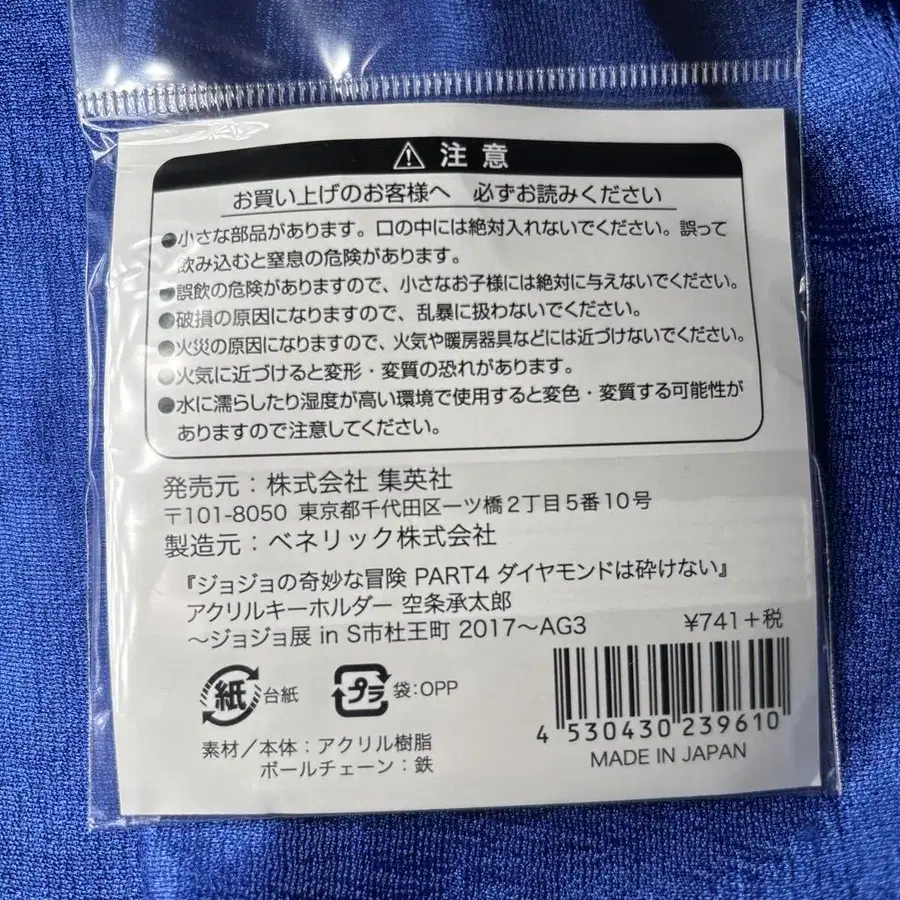 注意
お買い上げのお客様へ 必ずお読みください
●小さな部品があります。口の中には絶対入れないでください。誤って
飲み込むと窒息の危険があります。
●誤飲の危険がありますので、小さなお子様には絶対に与えないでください。
●破損の原因になりますので、乱暴に扱わないでください。
●火災の原因になりますので、火気や暖房器具などには近づけないでください。
●火気に近づけると変形・変質の恐れがあります。
●水に濡らしたり湿度が高い環境で使用すると変色・変質する可能性が
ありますので注意してください。
発売元:株式会社 集英社
〒101-8050 東京都千代田区一ツ橋2丁目5番10号
製造元:ベネリック株式会社
『ジョジョの奇妙な冒険 PART4 ダイヤモンドは砕けない』
アクリルキーホルダー 空条承太郎
～ジョジョ展 in S市杜王町 2017～AG3 ¥741+税
紙 台紙 プラ 袋:OPP
4 530430 239610
素材/本体:アクリル樹脂
ボールチェーン:鉄
MADE IN JAPAN